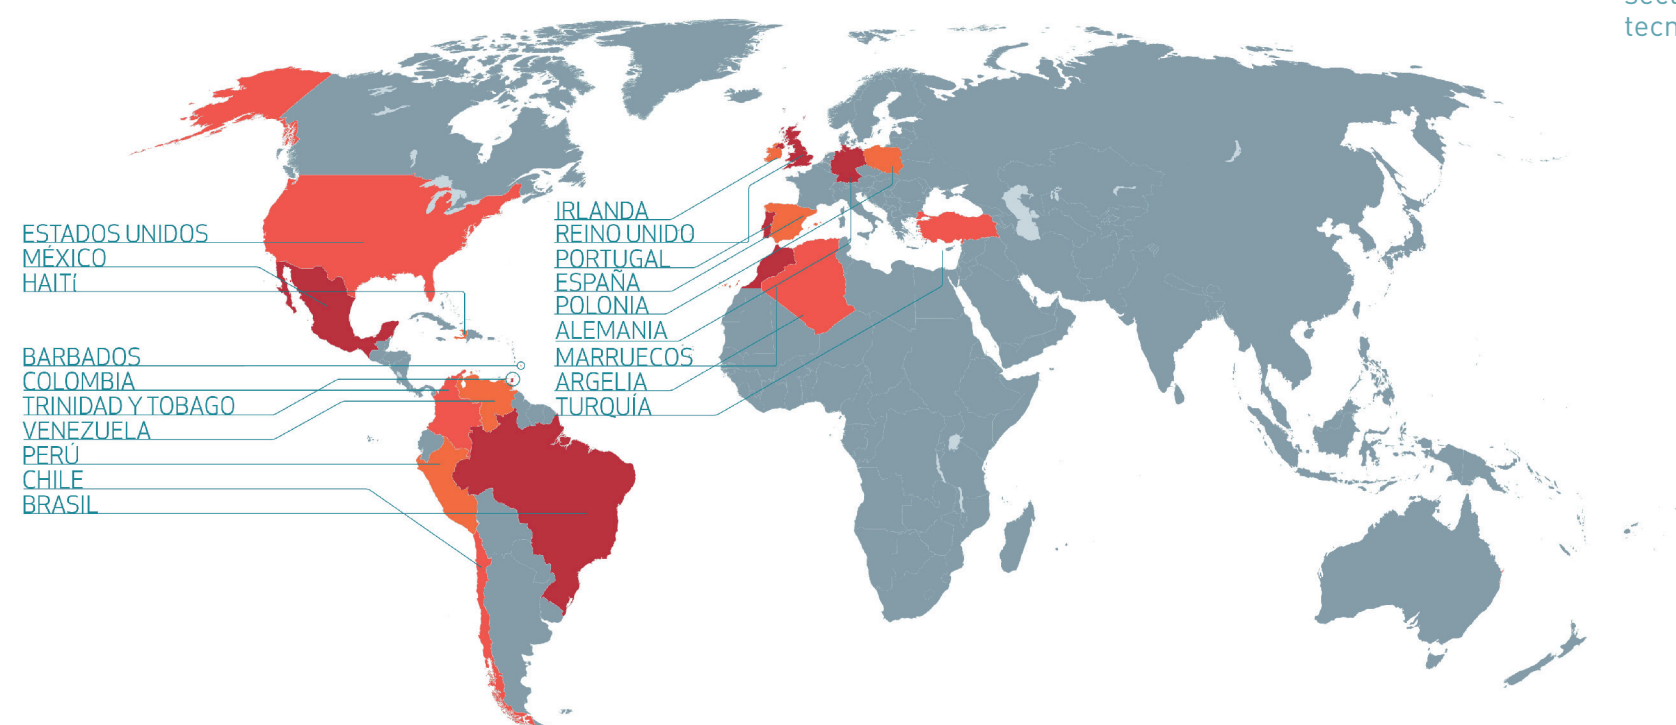 tecn
ESTADOS UNIDOS
MÉXICO
HAITí
BARBADOS
COLOMBIA
TRINIDAD Y TOBAGO
VENEZUELA
PERÚ
CHILE
BRASIL
IRLANDA
REINO UNIDO
PORTUGAL
ESPAÑA
POLONIA
ALEMANIA
MARRUECOS
ARGELIA
TURQUÍA